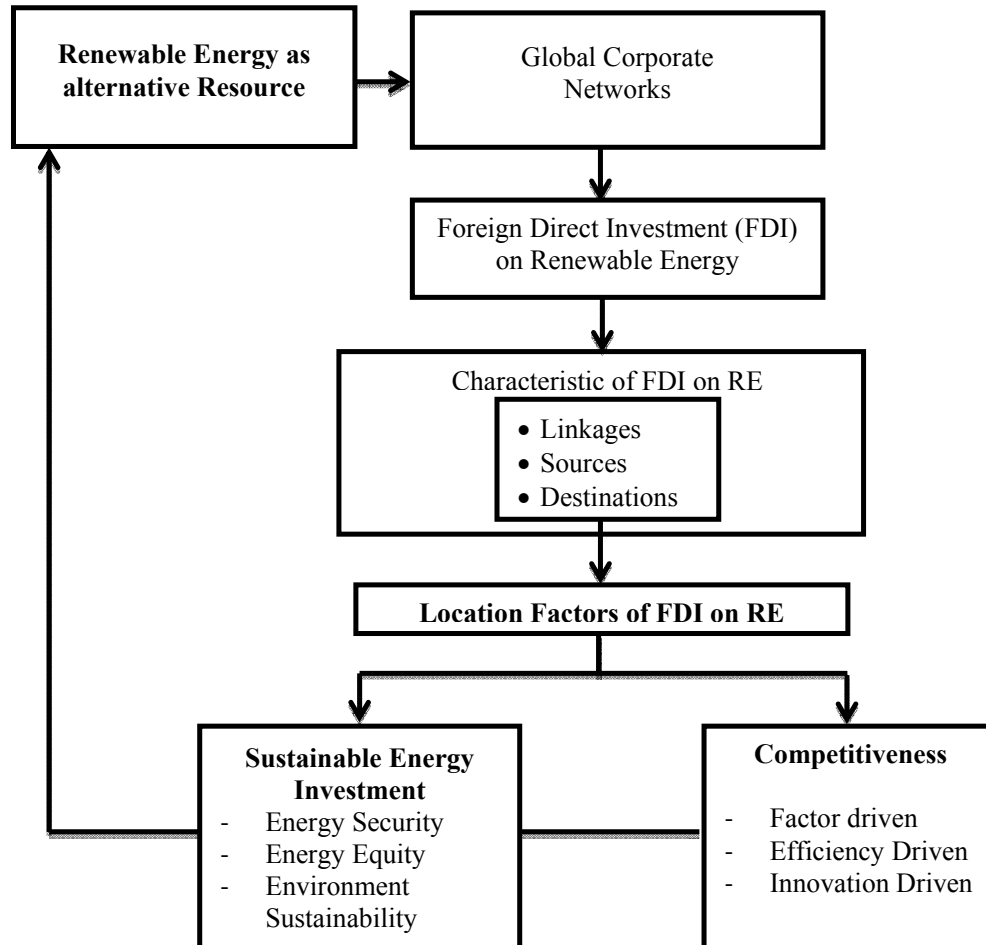 Renewable Energy as
alternative Resource
Global Corporate
Networks
Foreign Direct Investment (FDI)
on Renewable Energy
Characteristic of FDI on RE
• Linkages
• Sources
• Destinations
Location Factors of FDI on RE
Sustainable Energy
Investment
- Energy Security
- Energy Equity
- Environment
Sustainability
Competitiveness
- Factor driven
- Efficiency Driven
- Innovation Driven